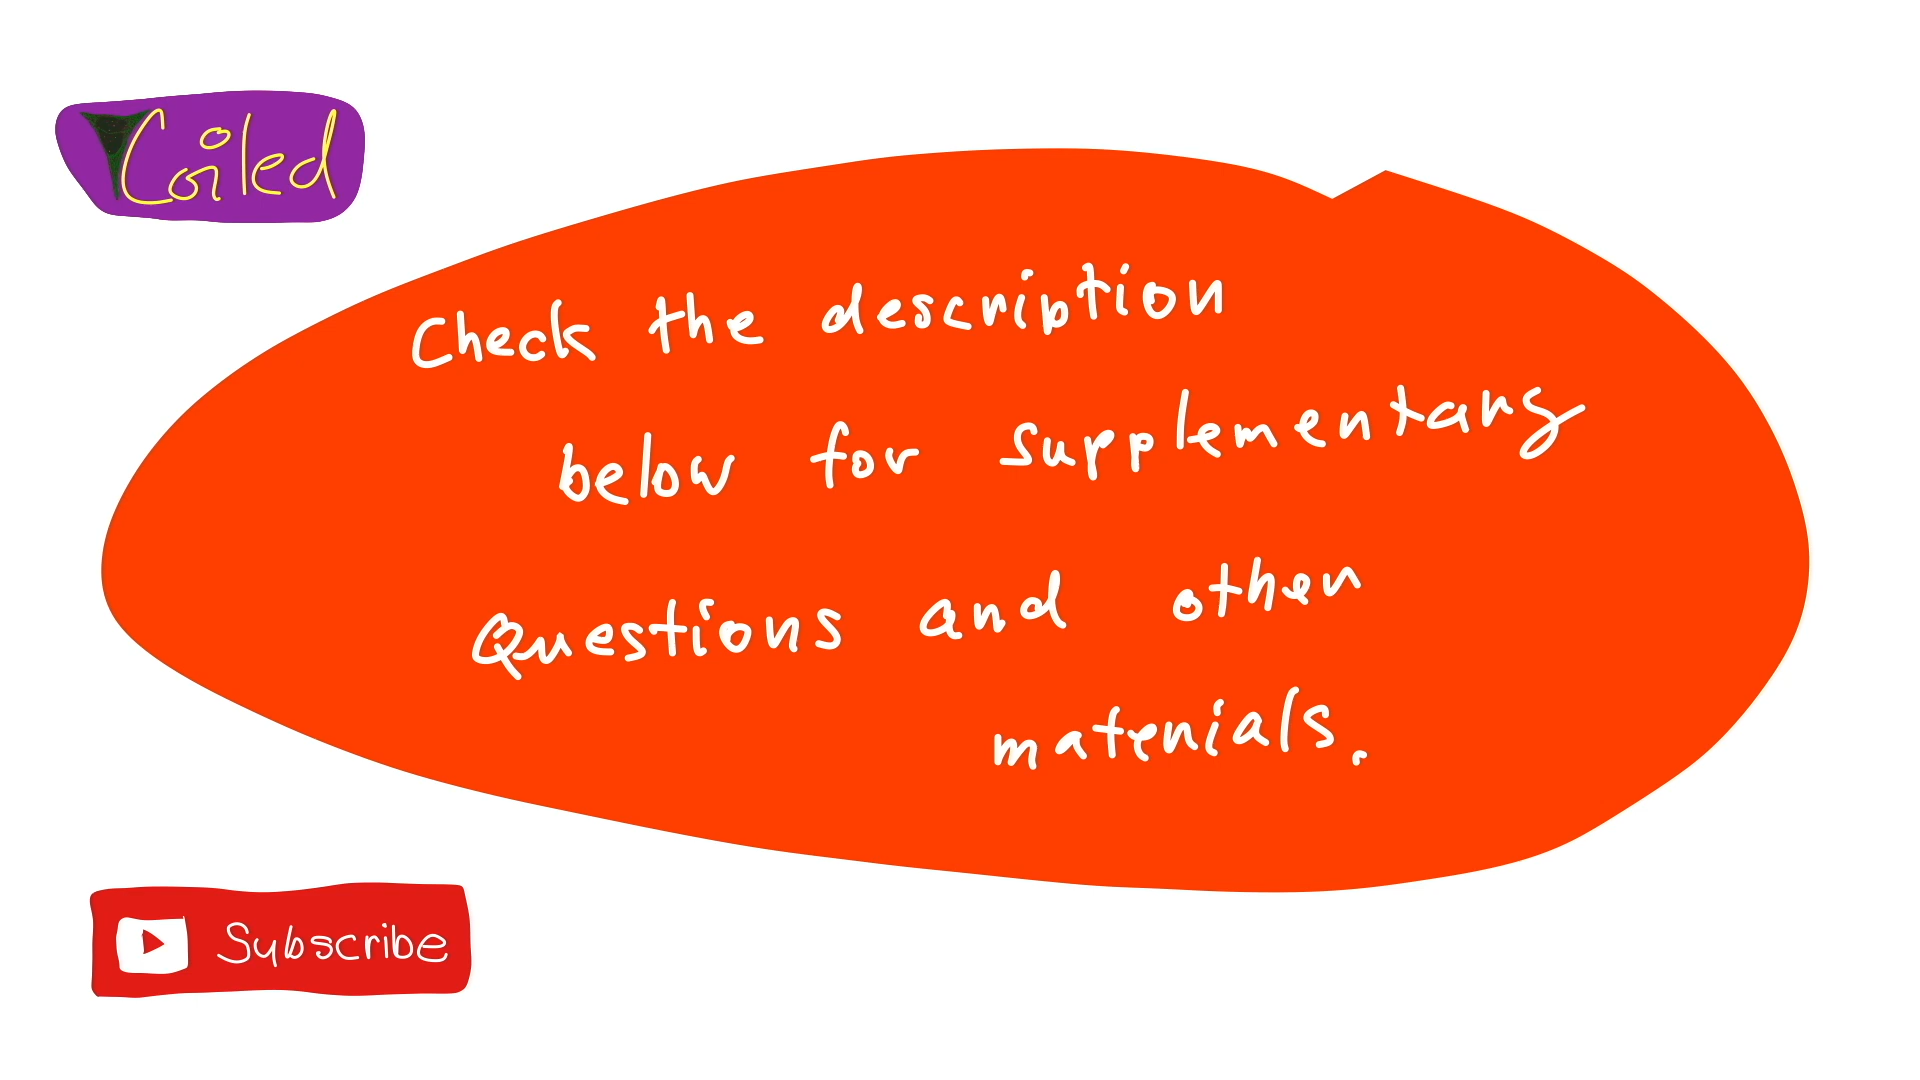 Coiled
Check the description
below for supplementary
Questions and other
materials.
Subscribe